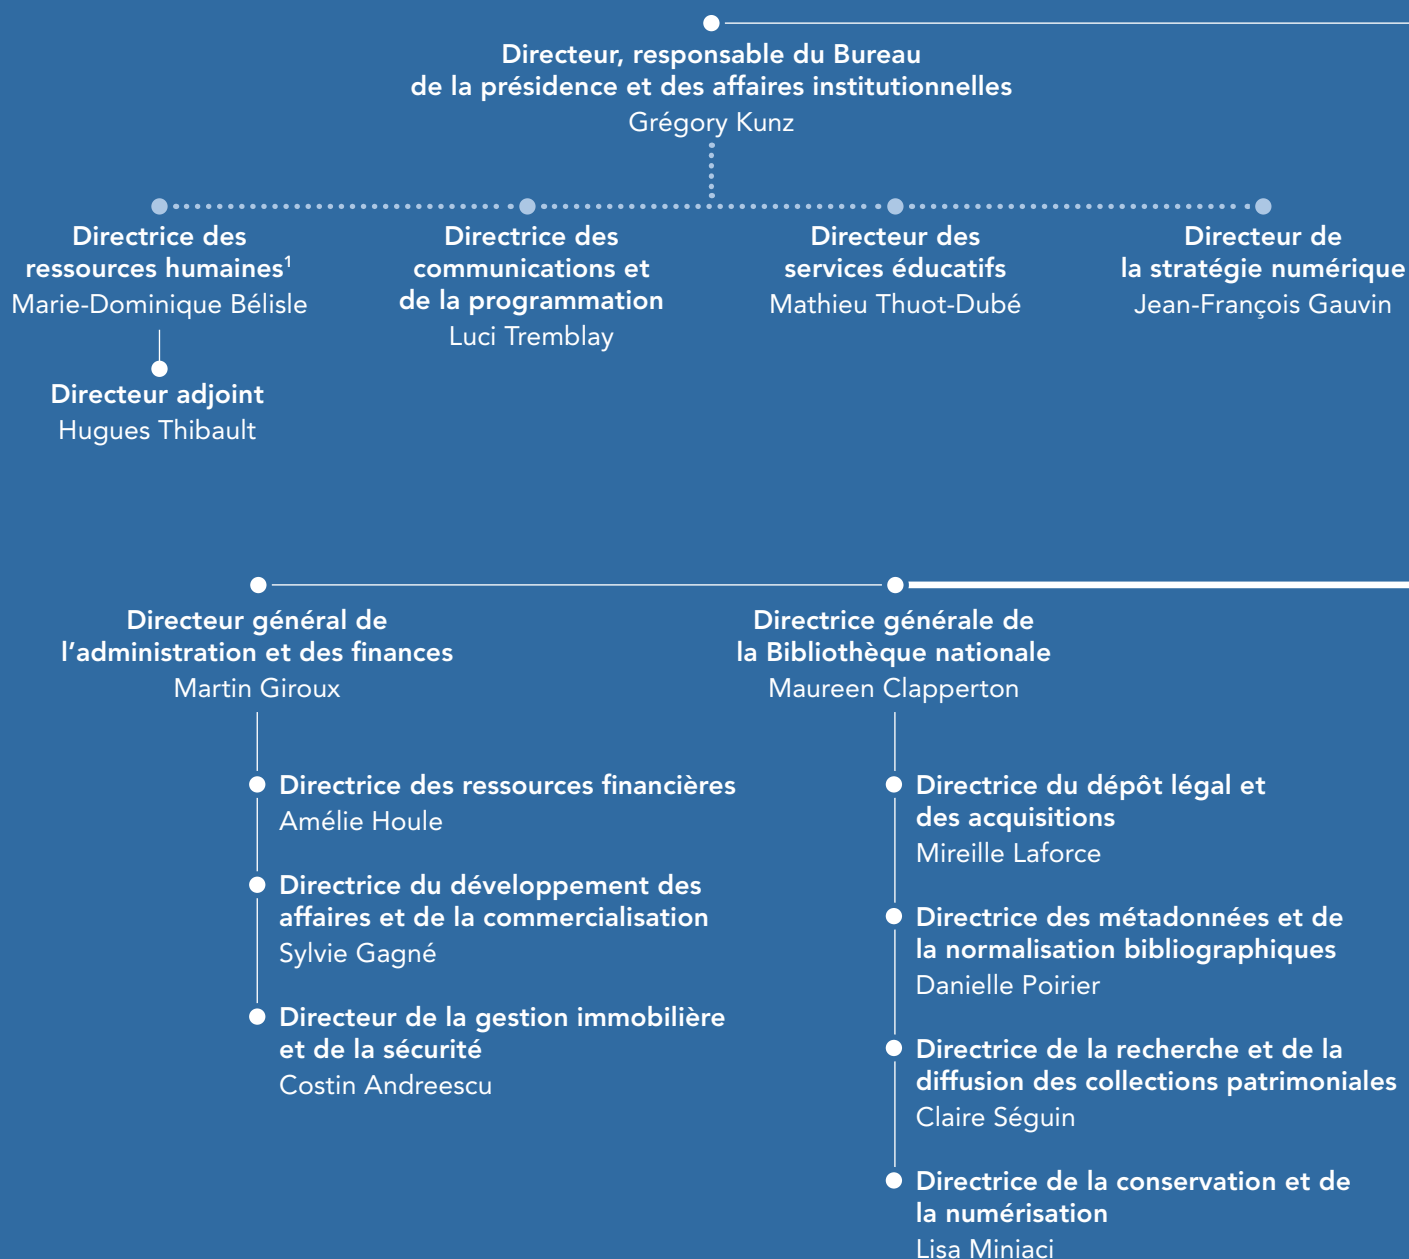 Directeur, responsable du Bureau
de la présidence et des affaires institutionnelles
Grégory Kunz
Directrice des
ressources humaines¹
Marie-Dominique Bélisle
Directeur adjoint
Hugues Thibault
Directrice des
communications et
de la programmation
Luci Tremblay
Directeur des
services éducatifs
Mathieu Thuot-Dubé
Directeur de
la stratégie numérique
Jean-François Gauvin
Directeur général de
l’administration et des finances
Martin Giroux
Directrice des ressources financières
Amélie Houle
Directrice du développement des
affaires et de la commercialisation
Sylvie Gagné
Directeur de la gestion immobilière
et de la sécurité
Costin Andreescu
Directrice générale de
la Bibliothèque nationale
Maureen Clapperton
Directrice du dépôt légal et
des acquisitions
Mireille Laforce
Directrice des métadonnées et de
la normalisation bibliographiques
Danielle Poirier
Directrice de la recherche et de la
diffusion des collections patrimoniales
Claire Séguin
Directrice de la conservation et de
la numérisation
Lisa Miniaci